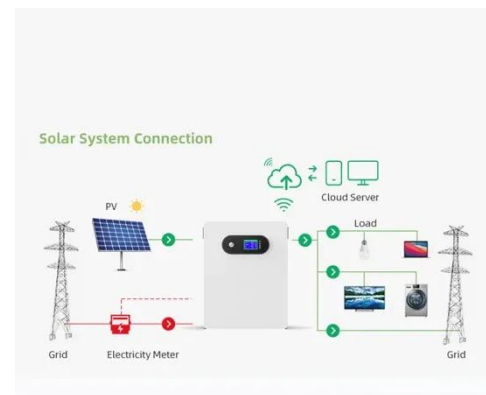 Solar System Connection
PV
Cloud Server
Load
Grid
Electricity Meter
Grid